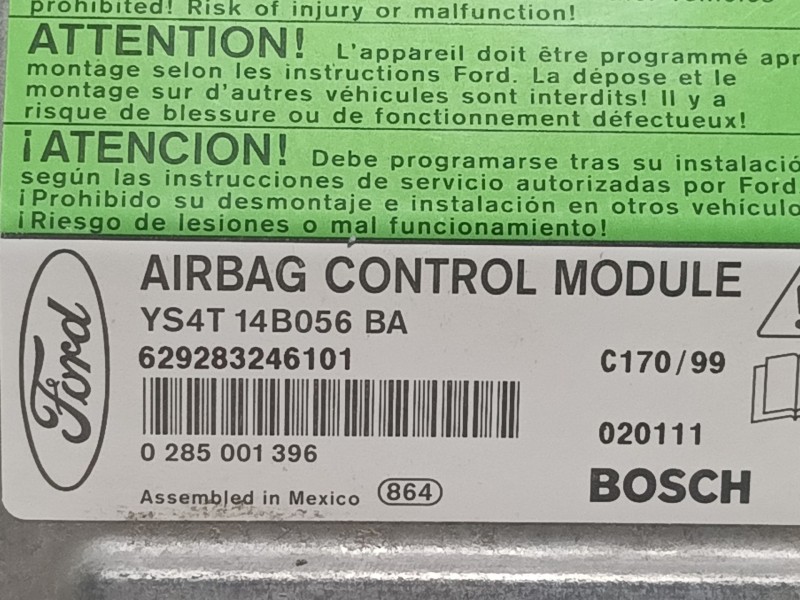 prohibited! Risk of injury or malfunction!
ATTENTION! L'appareil doit être programmé apr
montage selon les instructions Ford. La dépose et le
montage sur d'autres véhicules sont interdits! Il y a
risque de blessure ou de fonctionnement défectueux!
¡ATENCION! Debe programarse tras su instalació
según las instrucciones de servicio autorizadas por Ford
¡Prohibido su desmontaje e instalación en otros vehículo
¡Riesgo de lesiones o mal funcionamiento!
Ford
AIRBAG CONTROL MODULE
YS4T 14B056 BA
629283246101
C170/99
020111
0 285 001 396
BOSCH
Assembled in Mexico 864